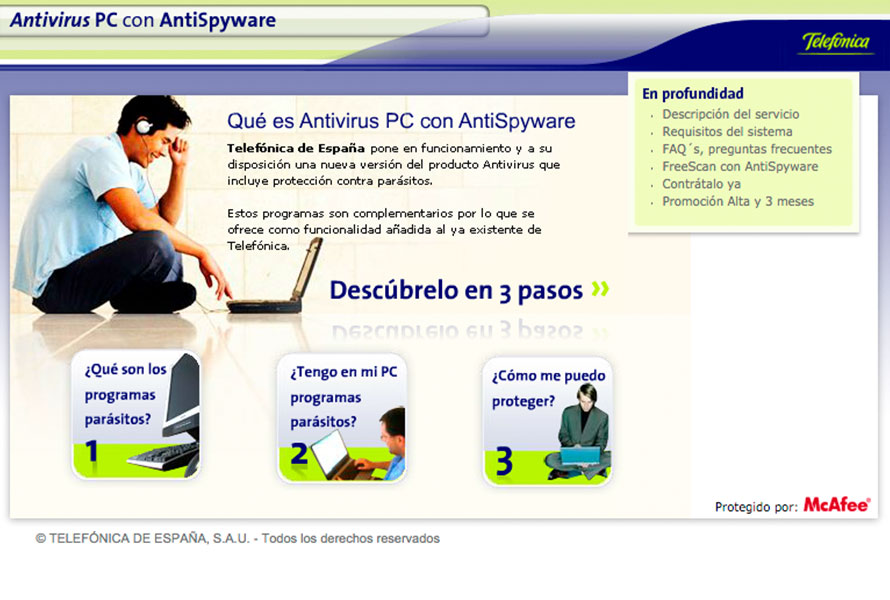 Antivirus PC con AntiSpyware
Telefónica
En profundidad
· Descripción del servicio
· Requisitos del sistema
· FAQ´s, preguntas frecuentes
· FreeScan con AntiSpyware
· Contrátalo ya
· Promoción Alta y 3 meses
Qué es Antivirus PC con AntiSpyware
Telefónica de España pone en funcionamiento y a su
disposición una nueva versión del producto Antivirus que
incluye protección contra parásitos.
Estos programas son complementarios por lo que se
ofrece como funcionalidad añadida al ya existente de
Telefónica.
Descúbrelo en 3 pasos »
¿Qué son los
programas
parásitos?
1
¿Tengo en mi PC
programas
parásitos?
2
¿Cómo me puedo
proteger?
3
Protegido por: McAfee®
© TELEFÓNICA DE ESPAÑA, S.A.U. - Todos los derechos reservados